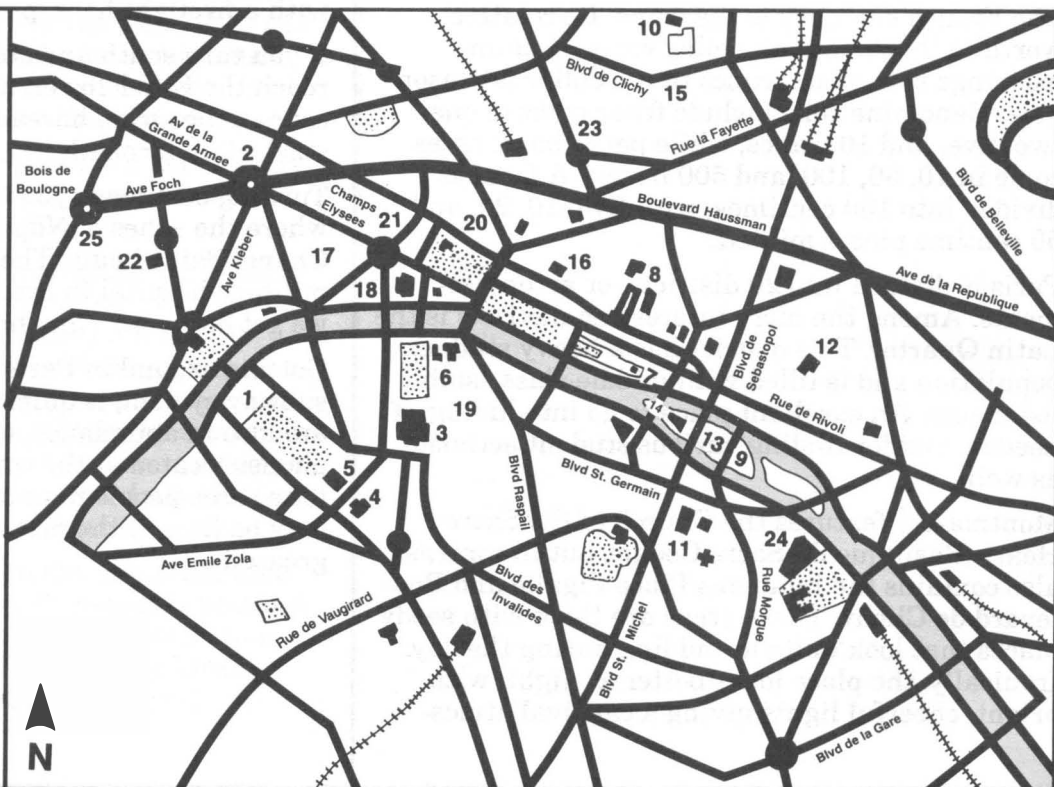 10
Blvd de Clichy
15
23
Rue la Fayette
Av de la
Grande Armee
2
Bois de
Boulogne
Ave Foch
Champs
Elysees
Boulevard Haussman
Blvd de Belleville
25
22
Ave Kleber
17
21
20
16
8
18
Ave de la Republique
Blvd de
Sebastopol
12
Rue de Rivoli
1
6
19
3
7
14
13
9
5
4
Blvd Raspail
Blvd St. Germain
11
24
Ave Emile Zola
Rue de Vaugirard
Blvd des
Invalides
Blvd St. Michel
Rue Morgue
Blvd de la Gare
N